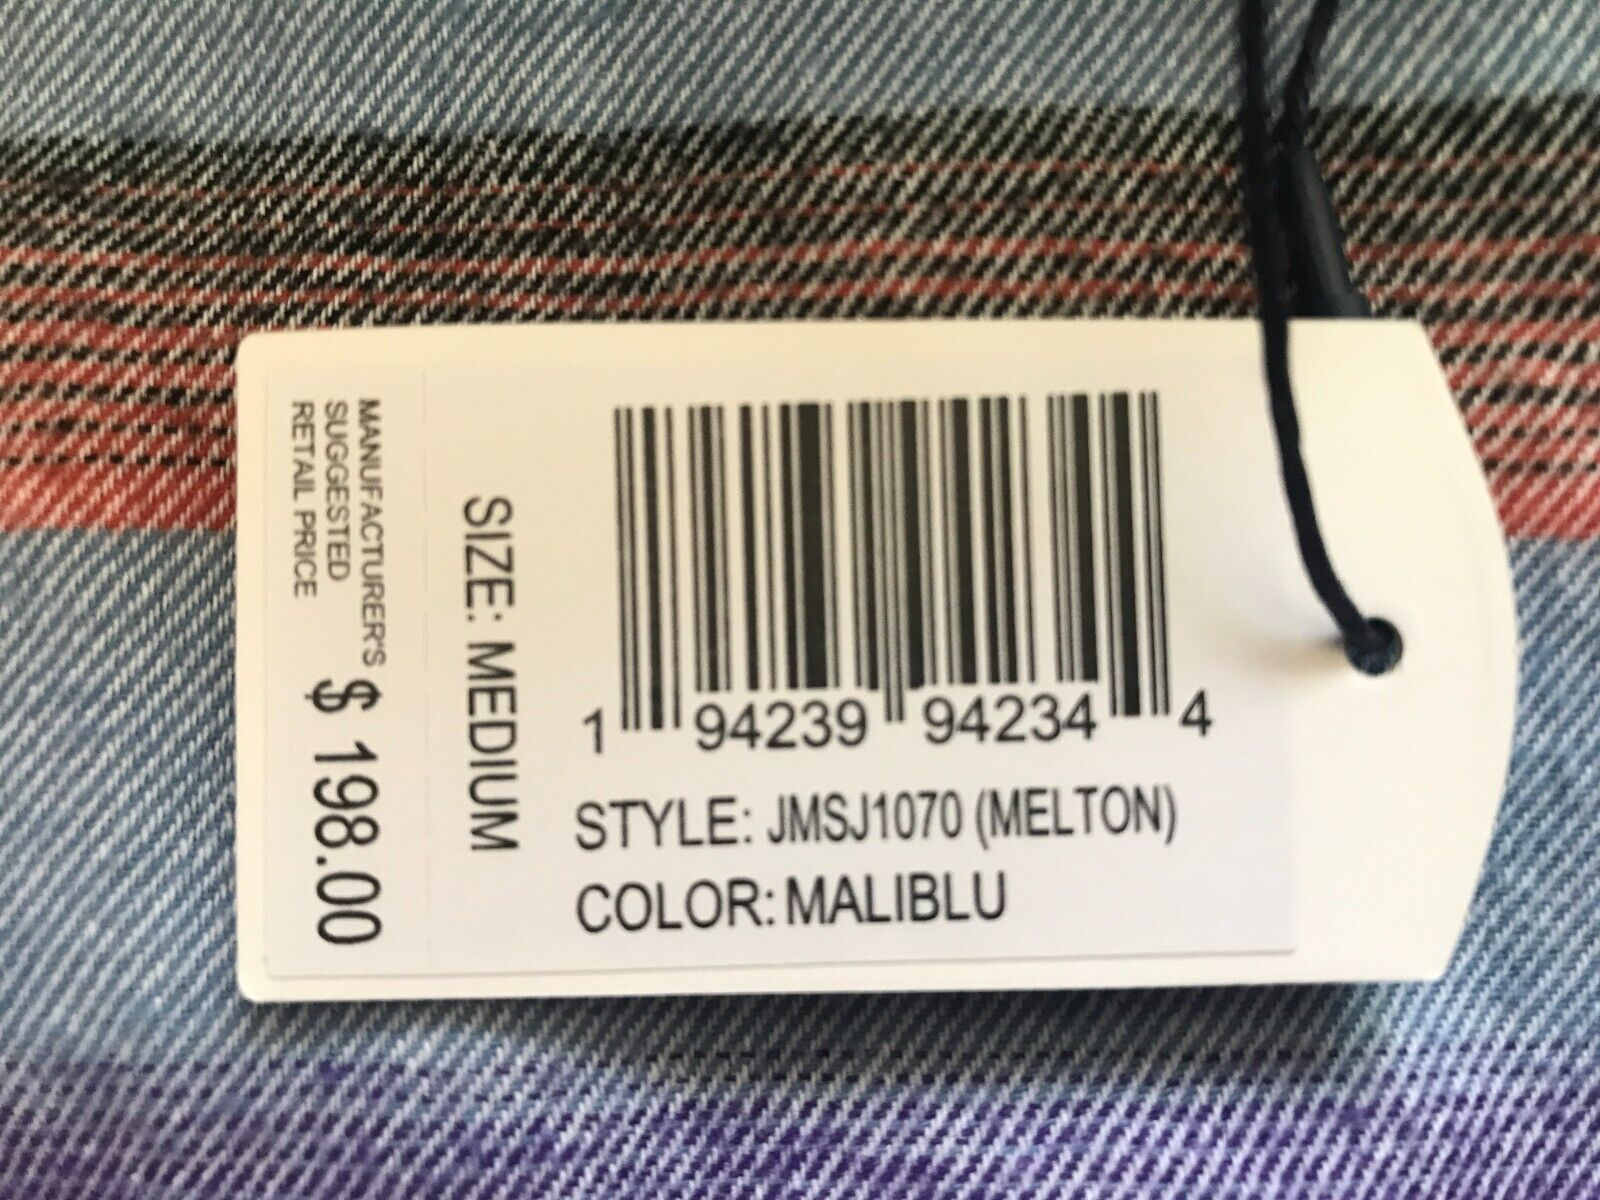 1 94239 94234 4
STYLE: JMSJ1070 (MELTON)
COLOR: MALIBLU
SIZE: MEDIUM
MANUFACTURER'S
SUGGESTED
RETAIL PRICE
$ 198.00